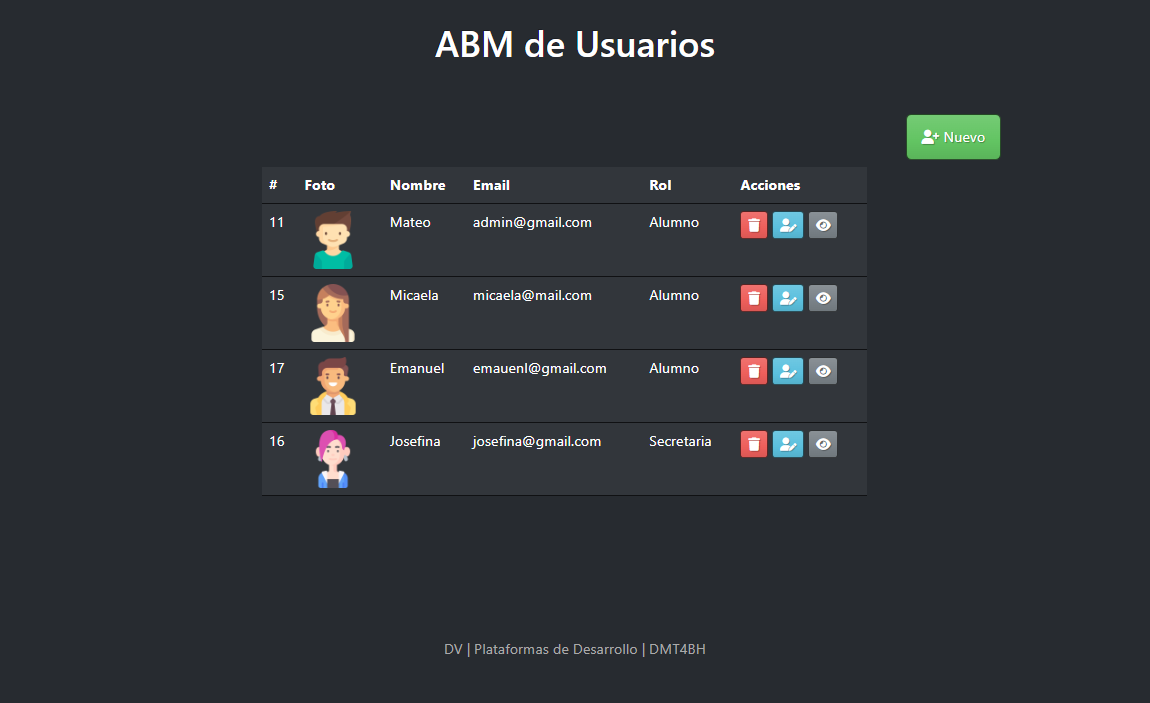 ABM de Usuarios
Nuevo
# Foto Nombre Email Rol Acciones
11 Mateo admin@gmail.com Alumno
15 Micaela micaela@mail.com Alumno
17 Emanuel emauenl@gmail.com Alumno
16 Josefina josefina@gmail.com Secretaria
DV | Plataformas de Desarrollo | DMT4BH